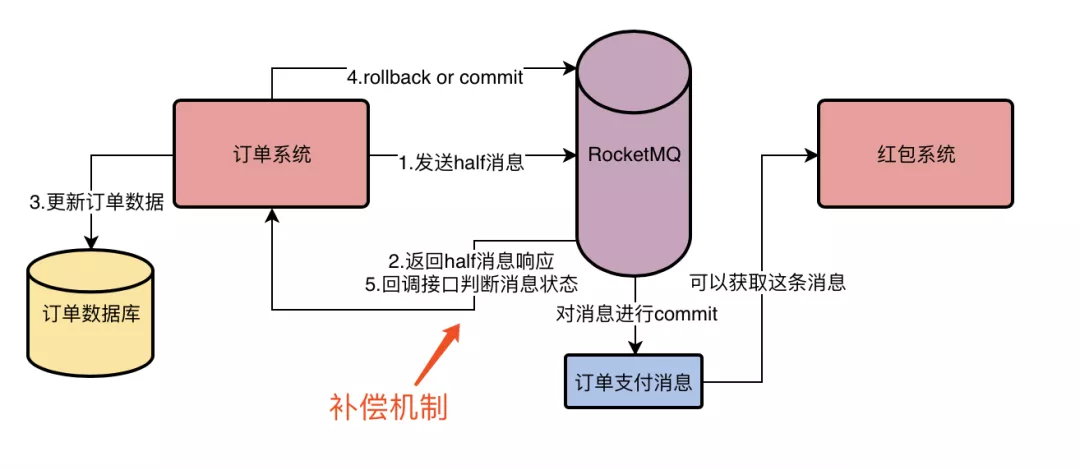 4.rollback or commit
订单系统
1.发送half消息
RocketMQ
红包系统
3.更新订单数据
2.返回half消息响应
5.回调接口判断消息状态
可以获取这条消息
订单数据库
对消息进行commit
订单支付消息
补偿机制